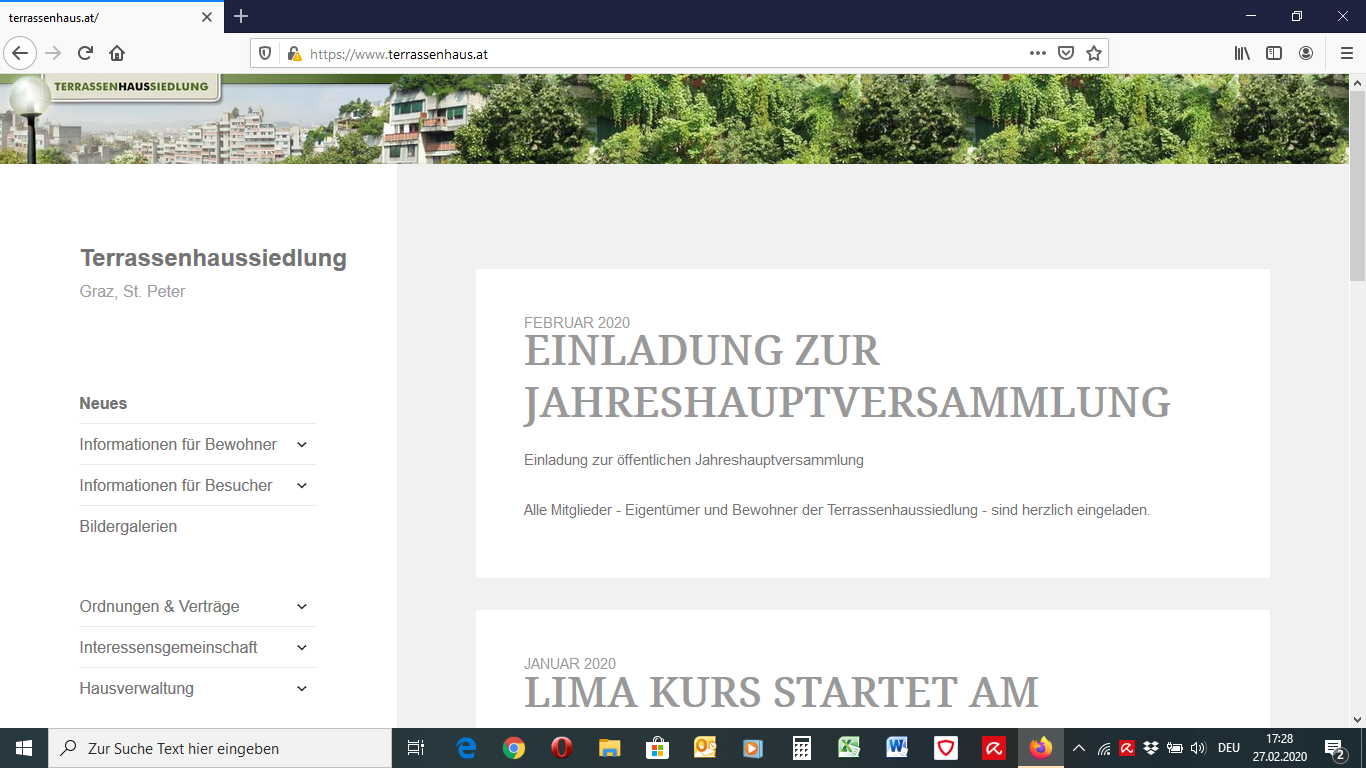 terrassenhaus.at/
https://www.terrassenhaus.at
TERRASSENHAUSSIEDLUNG
Terrassenhaussiedlung
Graz, St. Peter
Neues
Informationen für Bewohner
Informationen für Besucher
Bildergalerien
Ordnungen & Verträge
Interessensgemeinschaft
Hausverwaltung
FEBRUAR 2020
EINLADUNG ZUR
JAHRESHAUPTVERSAMMLUNG
Einladung zur öffentlichen Jahreshauptversammlung
Alle Mitglieder - Eigentümer und Bewohner der Terrassenhaussiedlung - sind herzlich eingeladen.
JANUAR 2020
LIMA KURS STARTET AM
Zur Suche Text hier eingeben
DEU
17:28
27.02.2020
2